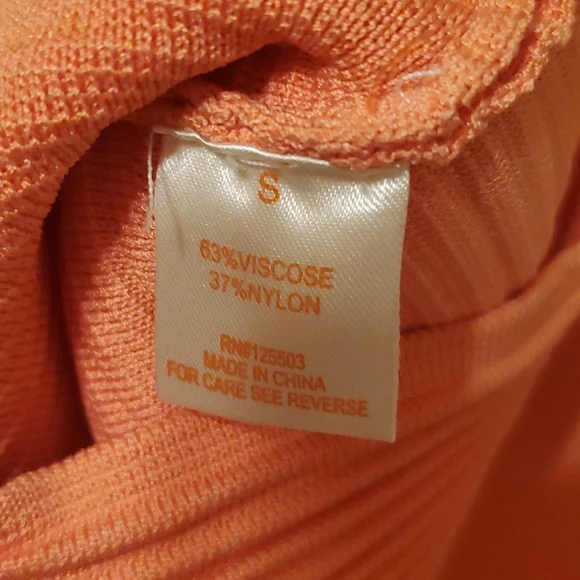 S
63%VISCOSE
37%NYLON
RN#125503
MADE IN CHINA
FOR CARE SEE REVERSE